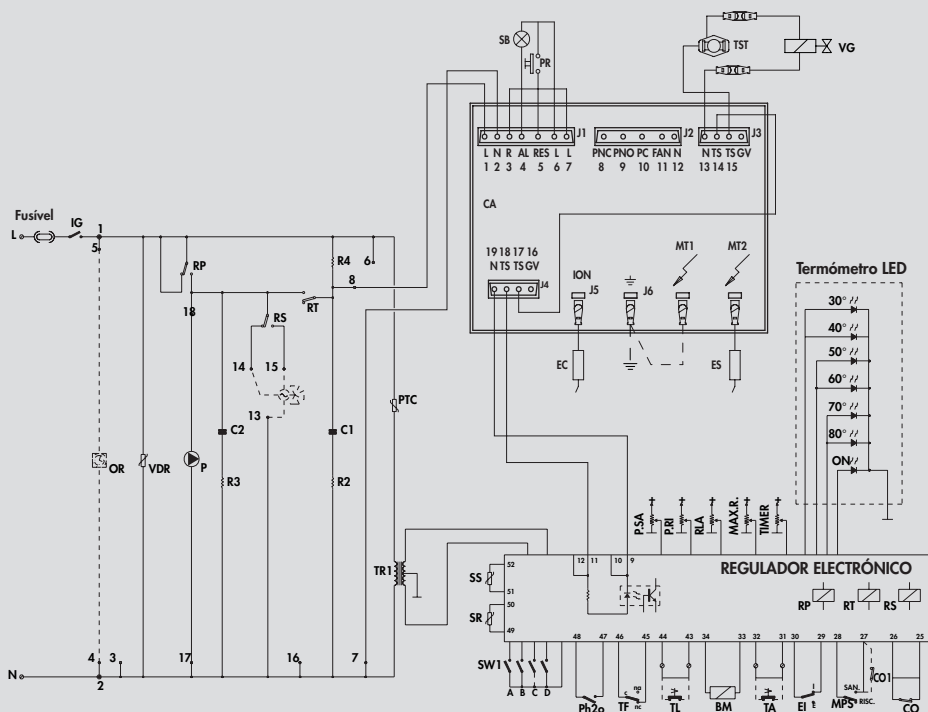 SB
PR
TST
VG
J1
J2
J3
L N R AL RES L L
1 2 3 4 5 6 7
PNC PNO PC FAN N
8 9 10 11 12
N TS TS GV
13 14 15
CA
19 18 17 16
N TS TS GV
J4
ION
J5
J6
MT1
MT2
EC
ES
Fusível
L
IG
1
5
RP
18
R4
6
8
RT
RS
14
15
13
C2
C1
PTC
OR
VDR
P
R3
R2
TR1
N
4
2
3
17
16
7
Termómetro LED
30°
40°
50°
60°
70°
80°
ON
P.SA
P.RI
RLA
MAX.R.
TIMER
REGULADOR ELECTRÓNICO
12 11 10 9
RP RT RS
SS
SR
52
51
50
49
48 47 46 45 44 43 34 33 32 31 30 29 28 27 26 25
SW1
A B C D
Ph2o
TF
c
na
nc
TL
BM
TA
EI
MPS
SAN.
RISC.
CO1
CO